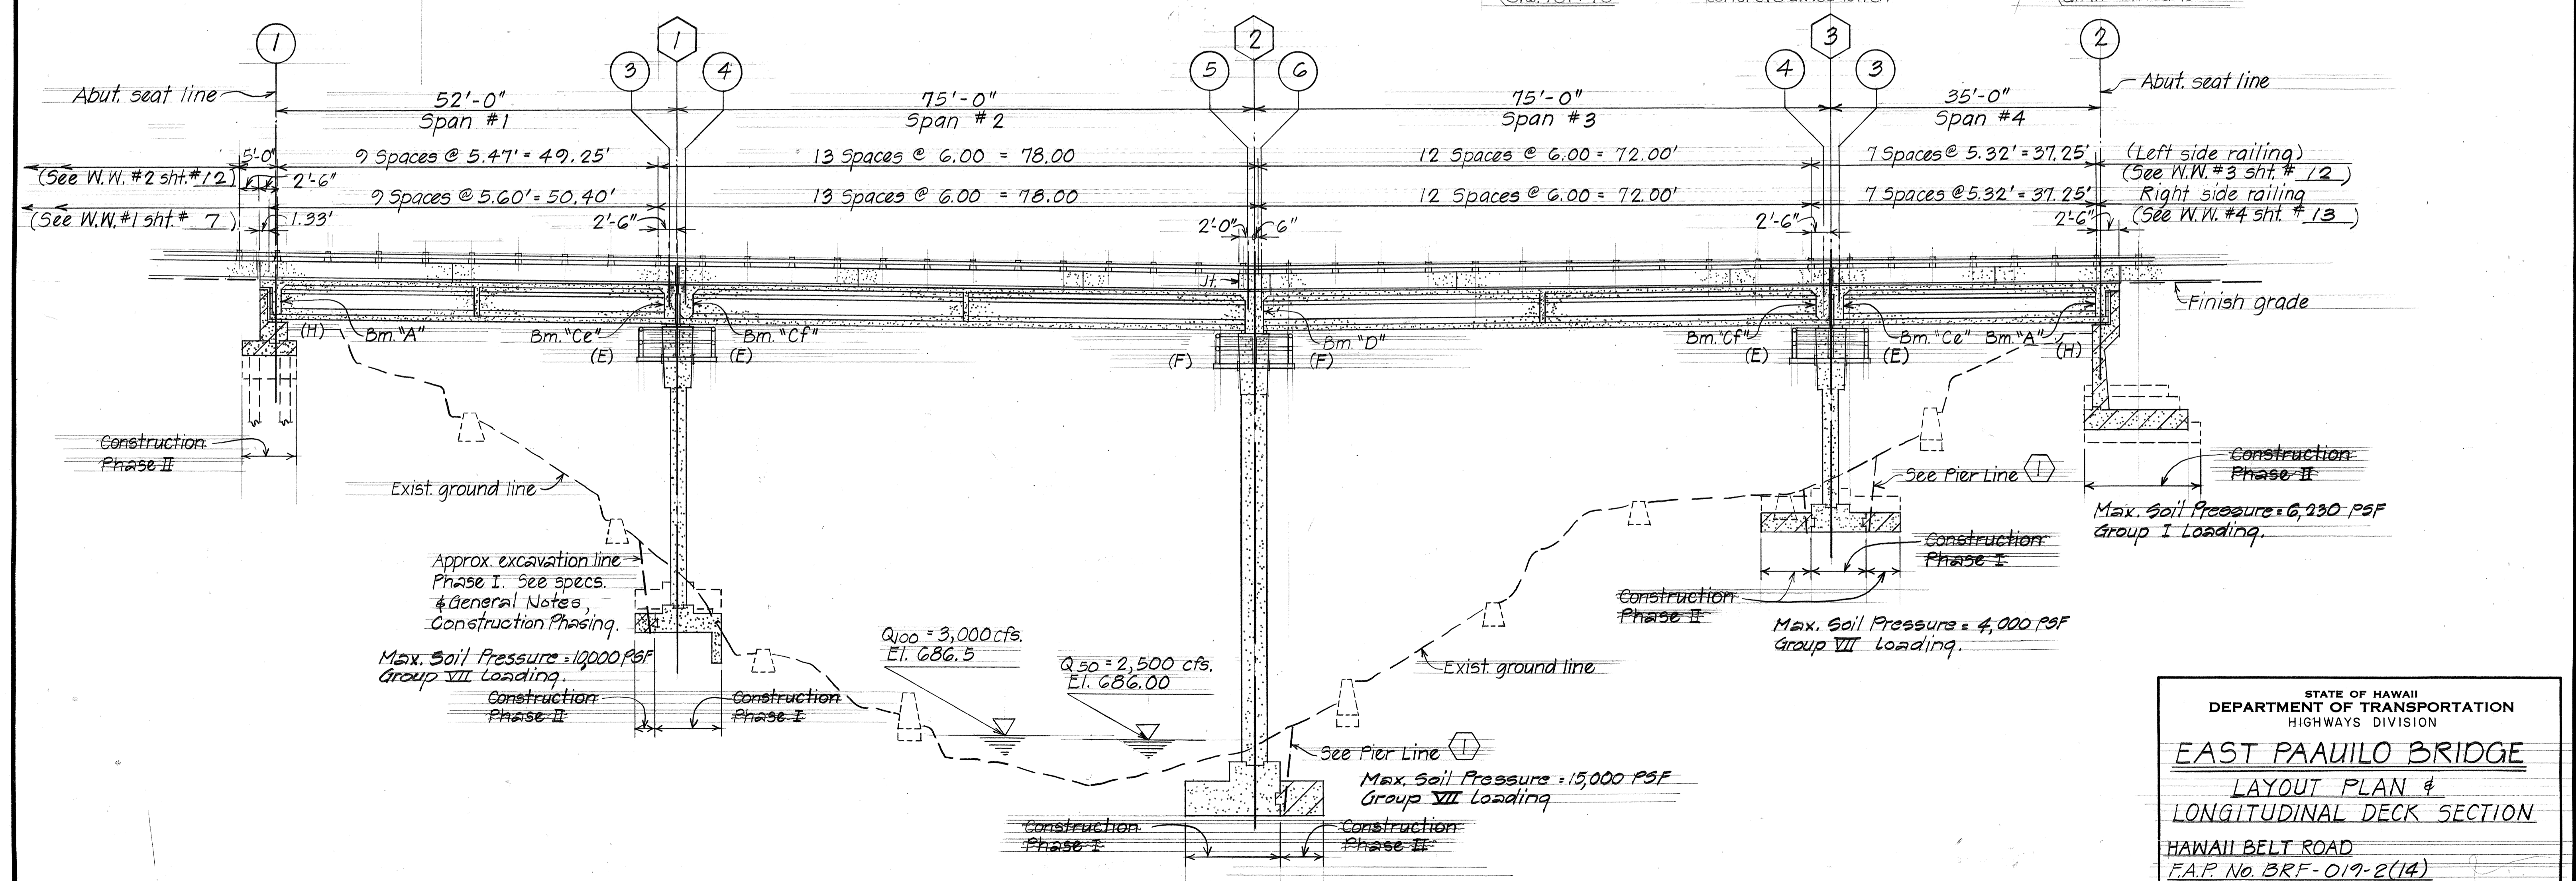 1
1
2
3
2
3
4
5
6
4
3
Abut. seat line
52'-0"
Span #1
75'-0"
Span #2
75'-0"
Span #3
35'-0"
Span #4
Abut. seat line
5'-0"
9 Spaces @ 5.47' = 49.25'
13 Spaces @ 6.00 = 78.00
12 Spaces @ 6.00 = 72.00'
7 Spaces @ 5.32' = 37.25'
(Left side railing)
(See W.W. #2 sht. #12)
2'-6"
(See W.W. #3 sht. # 12)
9 Spaces @ 5.60' = 50.40'
13 Spaces @ 6.00 = 78.00
12 Spaces @ 6.00 = 72.00'
7 Spaces @ 5.32' = 37.25'
Right side railing
(See W.W. #1 sht. # 7)
1.33'
2'-6"
2'-0"
6"
2'-6"
2'-6"
(See W.W. #4 sht. # 13)
Jt.
Finish grade
(H)
Bm. "A"
Bm. "Ce"
(E)
(E)
Bm. "Cf"
(F)
(F)
Bm. "D"
Bm. "Cf"
(E)
(E)
Bm. "Ce"
Bm. "A"
(H)
Construction
Phase II
Exist. ground line
Approx. excavation line
Phase I. See specs.
& General Notes,
Construction Phasing.
Max. Soil Pressure = 10,000 PSF
Group VII Loading.
Construction
Phase II
Construction
Phase I
Q100 = 3,000 cfs.
El. 686.5
Q50 = 2,500 cfs.
El. 686.00
See Pier Line 1
Max. Soil Pressure = 15,000 PSF
Group VII Loading
Construction
Phase I
Construction
Phase II
Exist. ground line
See Pier Line 1
Construction
Phase I
Construction
Phase II
Max. Soil Pressure = 4,000 PSF
Group VII Loading.
Construction
Phase II
Max. Soil Pressure = 6,230 PSF
Group I Loading.
STATE OF HAWAII
DEPARTMENT OF TRANSPORTATION
HIGHWAYS DIVISION
EAST PAAUILO BRIDGE
LAYOUT PLAN &
LONGITUDINAL DECK SECTION
HAWAII BELT ROAD
F.A.P. No. BRF-019-2(14)